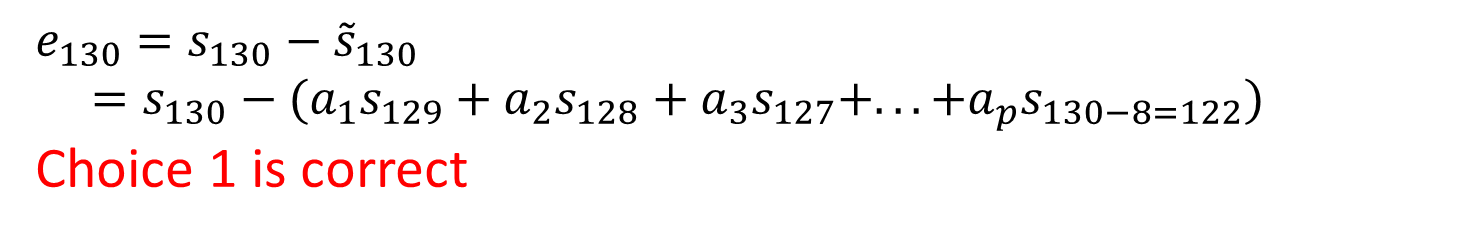 e₁₃₀ = s₁₃₀ − s̃₁₃₀
= s₁₃₀ − (a₁s₁₂₉ + a₂s₁₂₈ + a₃s₁₂₇+...+aₚs₁₃₀₋₈₌₁₂₂)
Choice 1 is correct